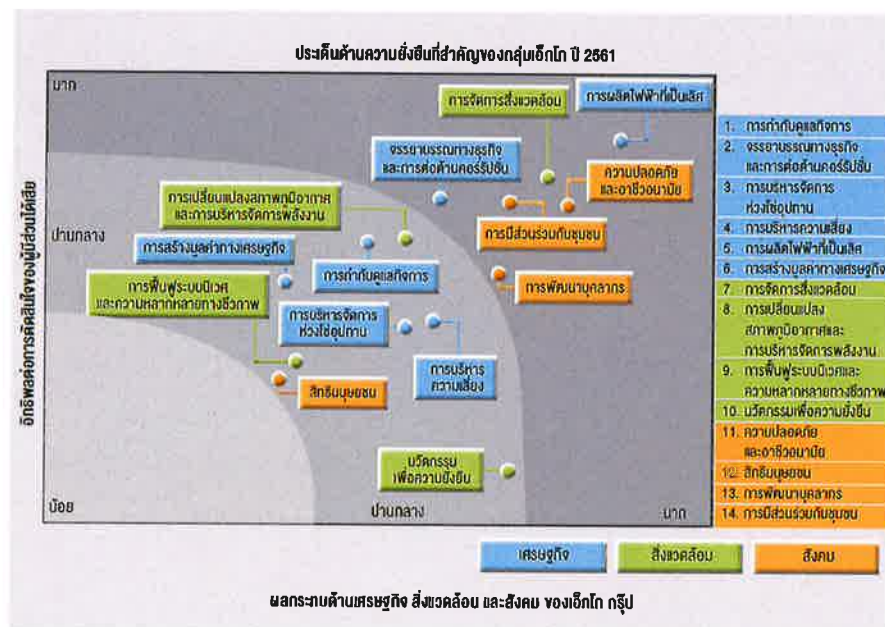 ประเด็นด้านความยั่งยืนที่สำคัญของกลุ่มเอ็กโก ปี 2561
มาก
การจัดการสิ่งแวดล้อม
การผลิตไฟฟ้าที่เป็นเลิศ
จรรยาบรรณทางธุรกิจ
และการต่อต้านคอร์รัปชั่น
ความปลอดภัย
และอาชีวอนามัย
การเปลี่ยนแปลงสภาพภูมิอากาศ
และการบริหารจัดการพลังงาน
การมีส่วนร่วมกับชุมชน
ปานกลาง
การสร้างมูลค่าทางเศรษฐกิจ
การกำกับดูแลกิจการ
การพัฒนาบุคลากร
การฟื้นฟูระบบนิเวศ
และความหลากหลายทางชีวภาพ
การบริหารจัดการ
ห่วงโซ่อุปทาน
การบริหาร
ความเสี่ยง
สิทธิมนุษยชน
นวัตกรรม
เพื่อความยั่งยืน
น้อย
ปานกลาง
มาก
อิทธิพลต่อการตัดสินใจของผู้มีส่วนได้เสีย
1. การกำกับดูแลกิจการ
2. จรรยาบรรณทางธุรกิจ
และการต่อต้านคอร์รัปชั่น
3. การบริหารจัดการ
ห่วงโซ่อุปทาน
4. การบริหารความเสี่ยง
5. การผลิตไฟฟ้าที่เป็นเลิศ
6. การสร้างมูลค่าทางเศรษฐกิจ
7. การจัดการสิ่งแวดล้อม
8. การเปลี่ยนแปลง
สภาพภูมิอากาศและ
การบริหารจัดการพลังงาน
9. การฟื้นฟูระบบนิเวศและ
ความหลากหลายทางชีวภาพ
10. นวัตกรรมเพื่อความยั่งยืน
11. ความปลอดภัย
และอาชีวอนามัย
12. สิทธิมนุษยชน
13. การพัฒนาบุคลากร
14. การมีส่วนร่วมกับชุมชน
เศรษฐกิจ
สิ่งแวดล้อม
สังคม
ผลกระทบด้านเศรษฐกิจ สิ่งแวดล้อม และสังคม ของเอ็กโก กรุ๊ป